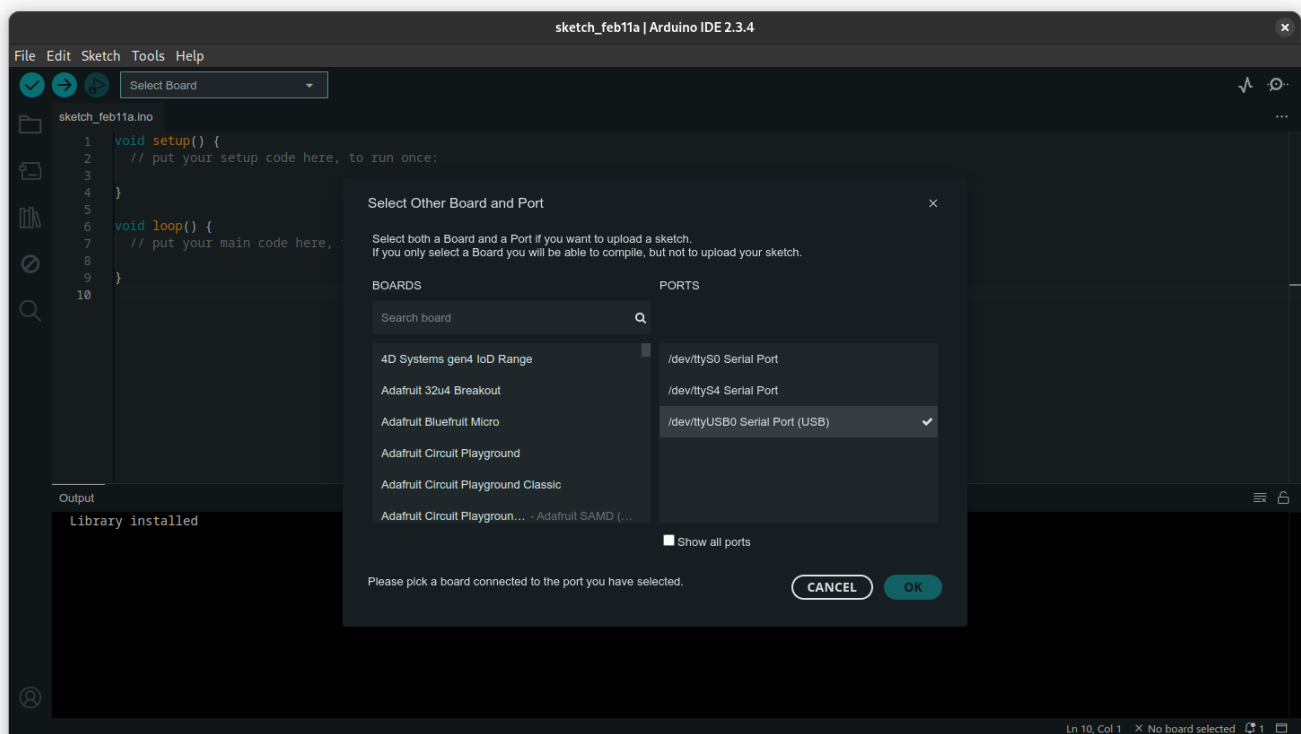 sketch_feb11a | Arduino IDE 2.3.4
File Edit Sketch Tools Help
Select Board
sketch_feb11a.ino
1 void setup() {
2 // put your setup code here, to run once:
3
4 }
5
6 void loop() {
7 // put your main code here,
8
9 }
10
Select Other Board and Port
Select both a Board and a Port if you want to upload a sketch.
If you only select a Board you will be able to compile, but not to upload your sketch.
BOARDS
PORTS
Search board
4D Systems gen4 IoD Range
Adafruit 32u4 Breakout
Adafruit Bluefruit Micro
Adafruit Circuit Playground
Adafruit Circuit Playground Classic
Adafruit Circuit Playgroun... - Adafruit SAMD (...
/dev/ttyS0 Serial Port
/dev/ttyS4 Serial Port
/dev/ttyUSB0 Serial Port (USB)
Show all ports
Please pick a board connected to the port you have selected.
CANCEL
OK
Output
Library installed
Ln 10, Col 1 × No board selected 1